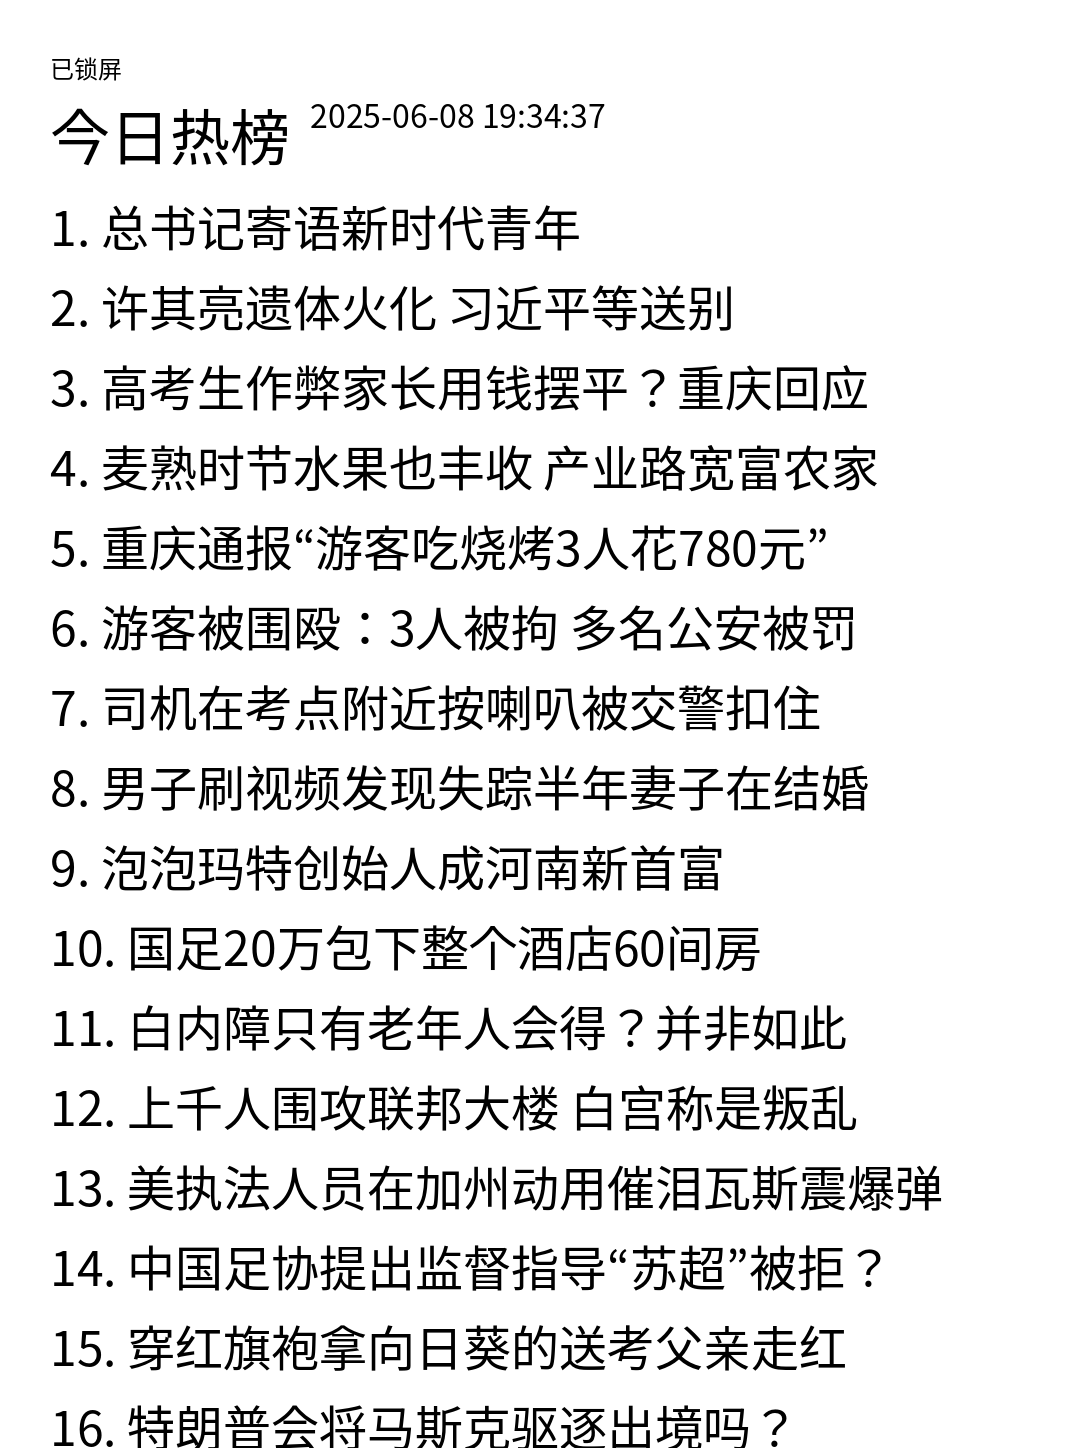 已锁屏
今日热榜 2025-06-08 19:34:37
1. 总书记寄语新时代青年
2. 许其亮遗体火化 习近平等送别
3. 高考生作弊家长用钱摆平？重庆回应
4. 麦熟时节水果也丰收 产业路宽富农家
5. 重庆通报“游客吃烧烤3人花780元”
6. 游客被围殴：3人被拘 多名公安被罚
7. 司机在考点附近按喇叭被交警扣住
8. 男子刷视频发现失踪半年妻子在结婚
9. 泡泡玛特创始人成河南新首富
10. 国足20万包下整个酒店60间房
11. 白内障只有老年人会得？并非如此
12. 上千人围攻联邦大楼 白宫称是叛乱
13. 美执法人员在加州动用催泪瓦斯震爆弹
14. 中国足协提出监督指导“苏超”被拒？
15. 穿红旗袍拿向日葵的送考父亲走红
16. 特朗普会将马斯克驱逐出境吗？